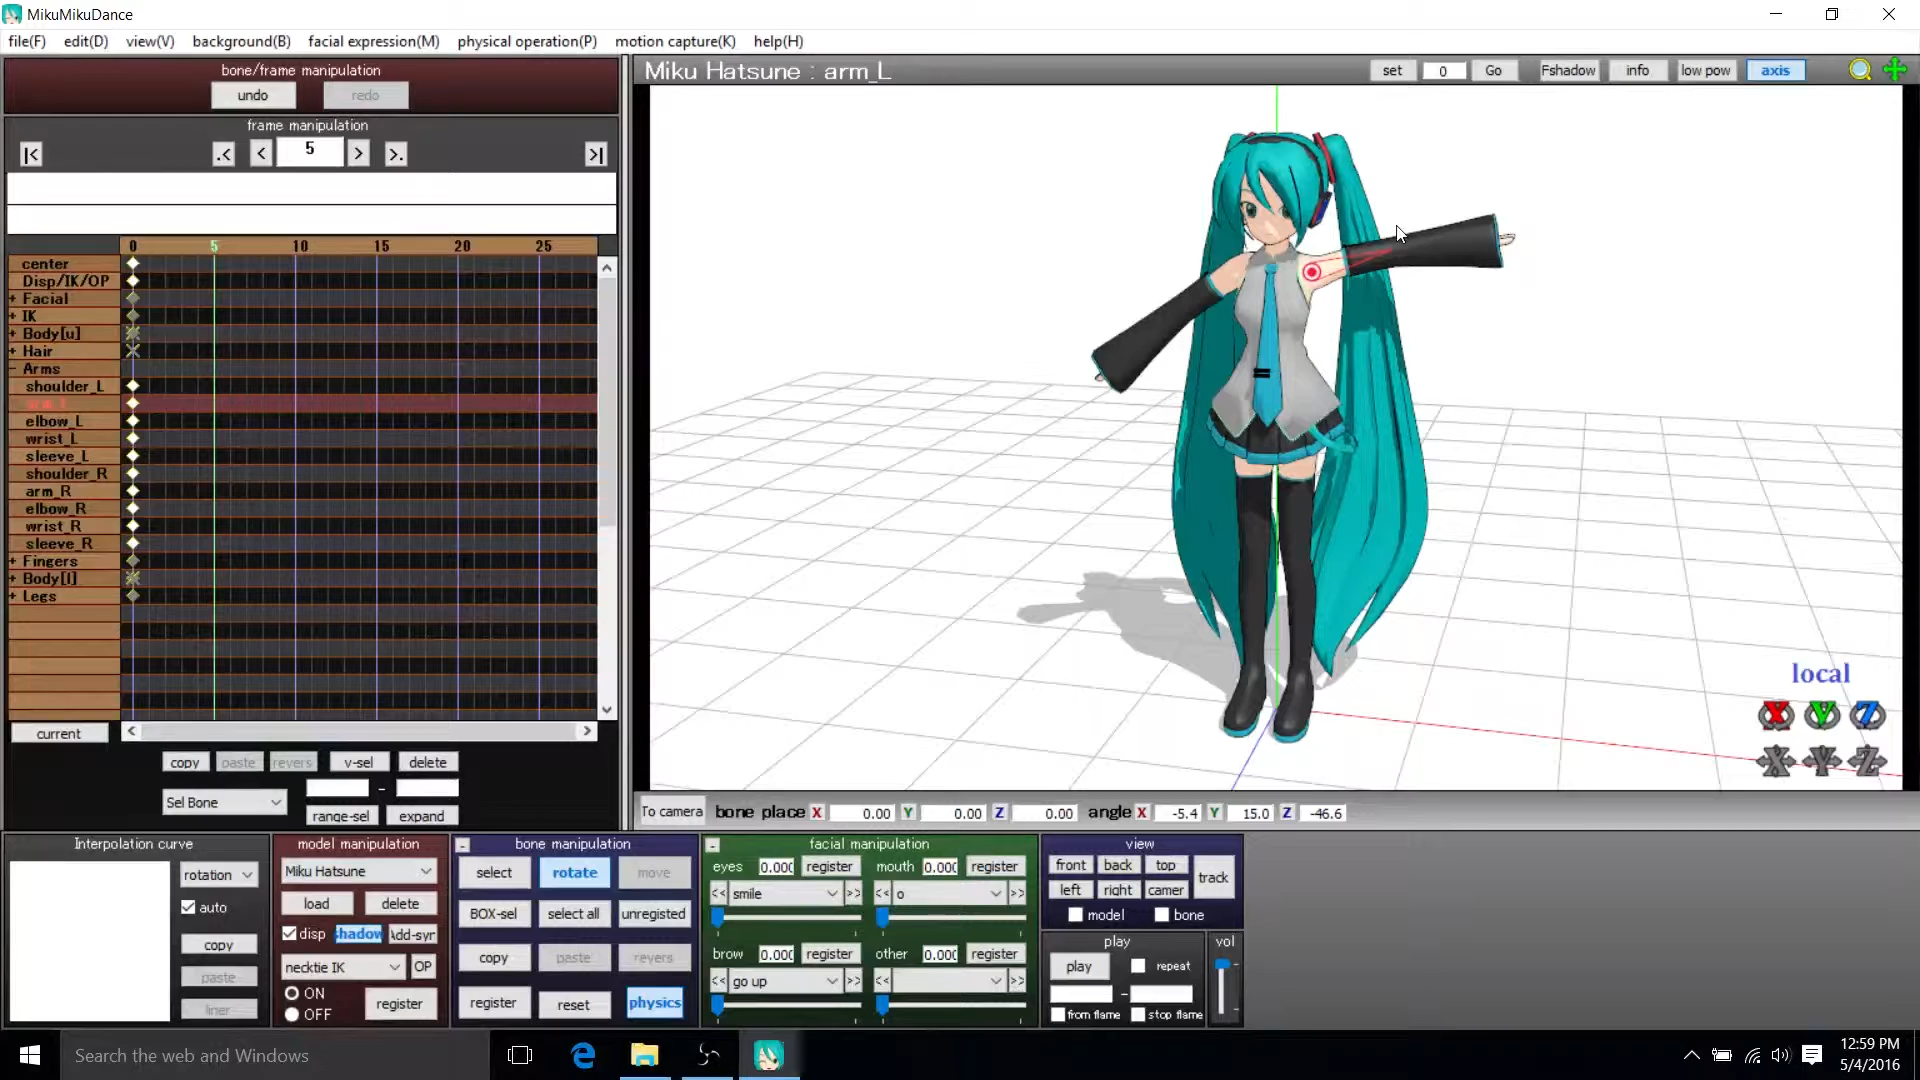 MikuMikuDance
file(F) edit(D) view(V) background(B) facial expression(M) physical operation(P) motion capture(K) help(H)
bone/frame manipulation
undo redo
frame manipulation
|< .< < 5 > >. >|
0 5 10 15 20 25
center
Disp/IK/OP
+ Facial
+ IK
+ Body[u]
+ Hair
- Arms
shoulder_L
arm_L
elbow_L
wrist_L
sleeve_L
shoulder_R
arm_R
elbow_R
wrist_R
sleeve_R
+ Fingers
+ Body[l]
+ Legs
current < >
copy paste revers v-sel delete
-
Sel Bone range-sel expand
Miku Hatsune : arm_L set 0 Go Fshadow info low pow axis
local
X Y Z
X Y Z
To camera bone place X 0.00 Y 0.00 Z 0.00 angle X -5.4 Y 15.0 Z -46.6
Interpolation curve
rotation
auto
copy
paste
liner
model manipulation
Miku Hatsune
load delete
disp shadow Add-syn
necktie IK OP
ON
OFF
register
- bone manipulation
select rotate move
BOX-sel select all unregisted
copy paste revers
register reset physics
- facial manipulation
eyes 0.000 register mouth 0.000 register
<< smile >> << o >>
brow 0.000 register other 0.000 register
<< go up >> << >>
view
front back top
left right camer
track
model bone
play
play repeat
-
from flame stop flame
vol
Search the web and Windows
12:59 PM
5/4/2016